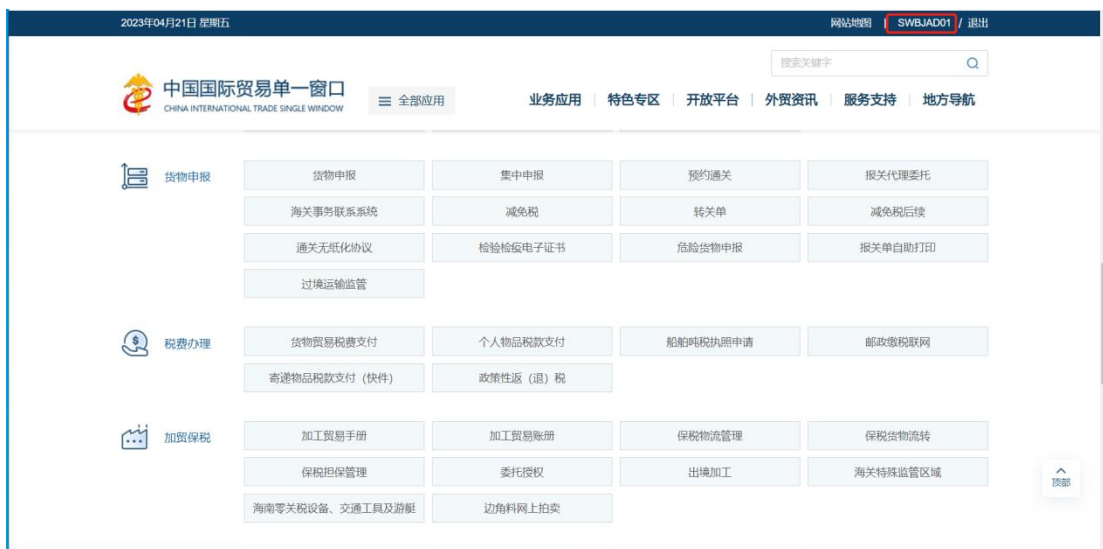 2023年04月21日 星期五 网站地图 | SWBJAD01 / 退出
搜索关键字
中国国际贸易单一窗口
CHINA INTERNATIONAL TRADE SINGLE WINDOW
全部应用 业务应用 特色专区 开放平台 外贸资讯 服务支持 地方导航
货物申报 货物申报 集中申报 预约通关 报关代理委托
海关事务联系系统 减免税 转关单 减免税后续
通关无纸化协议 检验检疫电子证书 危险货物申报 报关单自助打印
过境运输监管
税费办理 货物贸易税费支付 个人物品税款支付 船舶吨税执照申请 邮政缴税联网
寄递物品税款支付（快件） 政策性返（退）税
加贸保税 加工贸易手册 加工贸易账册 保税物流管理 保税货物流转
保税担保管理 委托授权 出境加工 海关特殊监管区域
顶部
海南零关税设备、交通工具及游艇 边角料网上拍卖